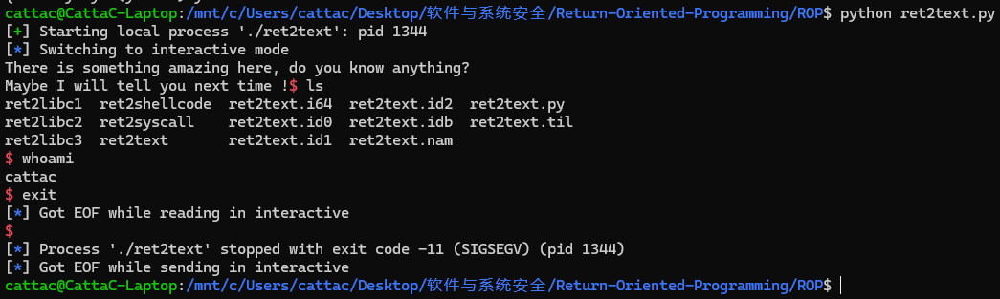 cattac@CattaC-Laptop:/mnt/c/Users/cattac/Desktop/软件与系统安全/Return-Oriented-Programming/ROP$ python ret2text.py
[+] Starting local process './ret2text': pid 1344
[*] Switching to interactive mode
There is something amazing here, do you know anything?
Maybe I will tell you next time !$ ls
ret2libc1  ret2shellcode  ret2text.i64  ret2text.id2  ret2text.py
ret2libc2  ret2syscall    ret2text.id0  ret2text.idb  ret2text.til
ret2libc3  ret2text       ret2text.id1  ret2text.nam
$ whoami
cattac
$ exit
[*] Got EOF while reading in interactive
$
[*] Process './ret2text' stopped with exit code -11 (SIGSEGV) (pid 1344)
[*] Got EOF while sending in interactive
cattac@CattaC-Laptop:/mnt/c/Users/cattac/Desktop/软件与系统安全/Return-Oriented-Programming/ROP$